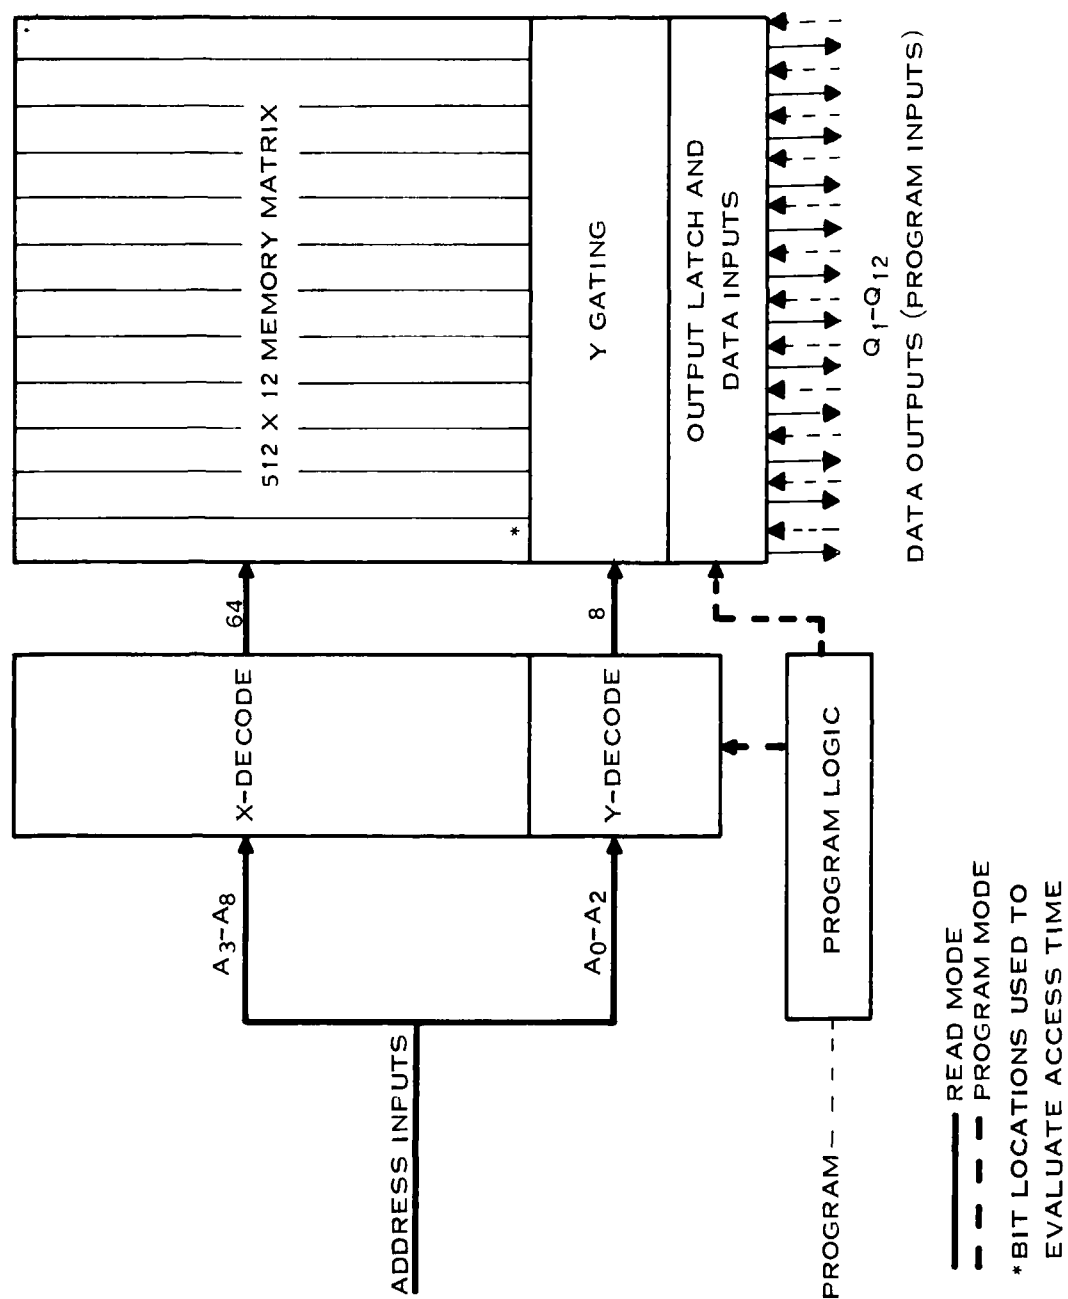 512 X 12 MEMORY MATRIX
*
Y GATING
OUTPUT LATCH AND
DATA INPUTS
Q1-Q12
DATA OUTPUTS (PROGRAM INPUTS)
64
8
X-DECODE
Y-DECODE
PROGRAM LOGIC
A3-A8
A0-A2
ADDRESS INPUTS
PROGRAM
READ MODE
PROGRAM MODE
*BIT LOCATIONS USED TO
EVALUATE ACCESS TIME